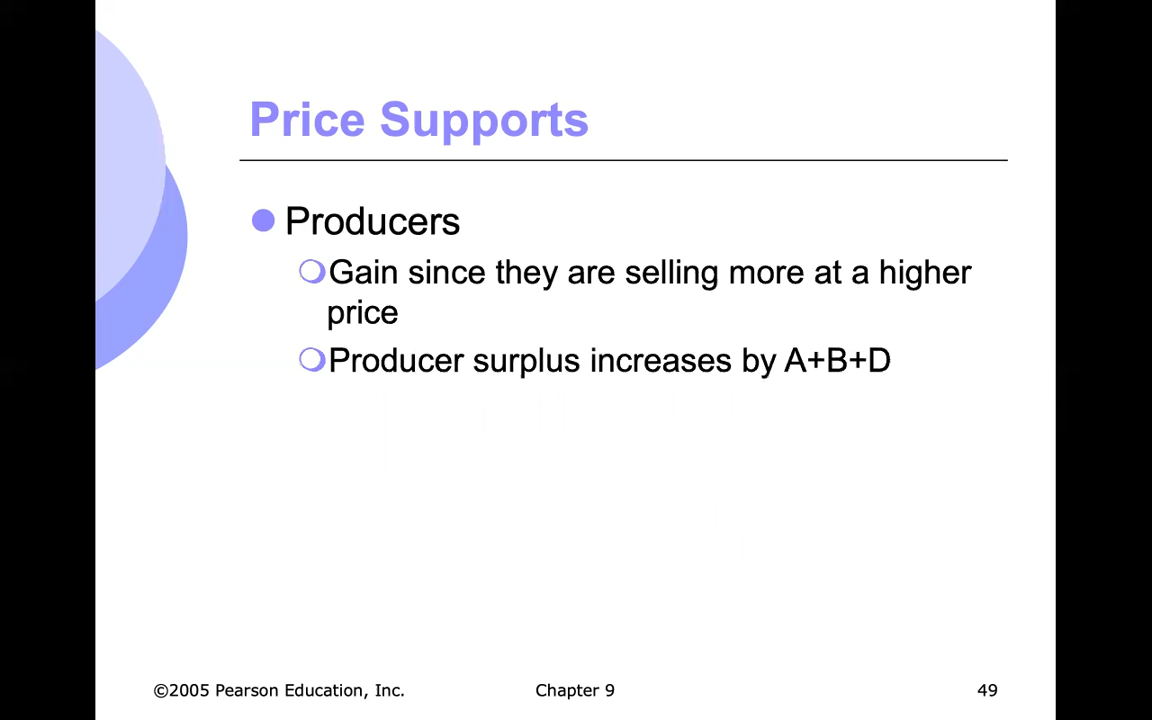 Price Supports
Producers
Gain since they are selling more at a higher
price
Producer surplus increases by A+B+D
©2005 Pearson Education, Inc.
Chapter 9
49